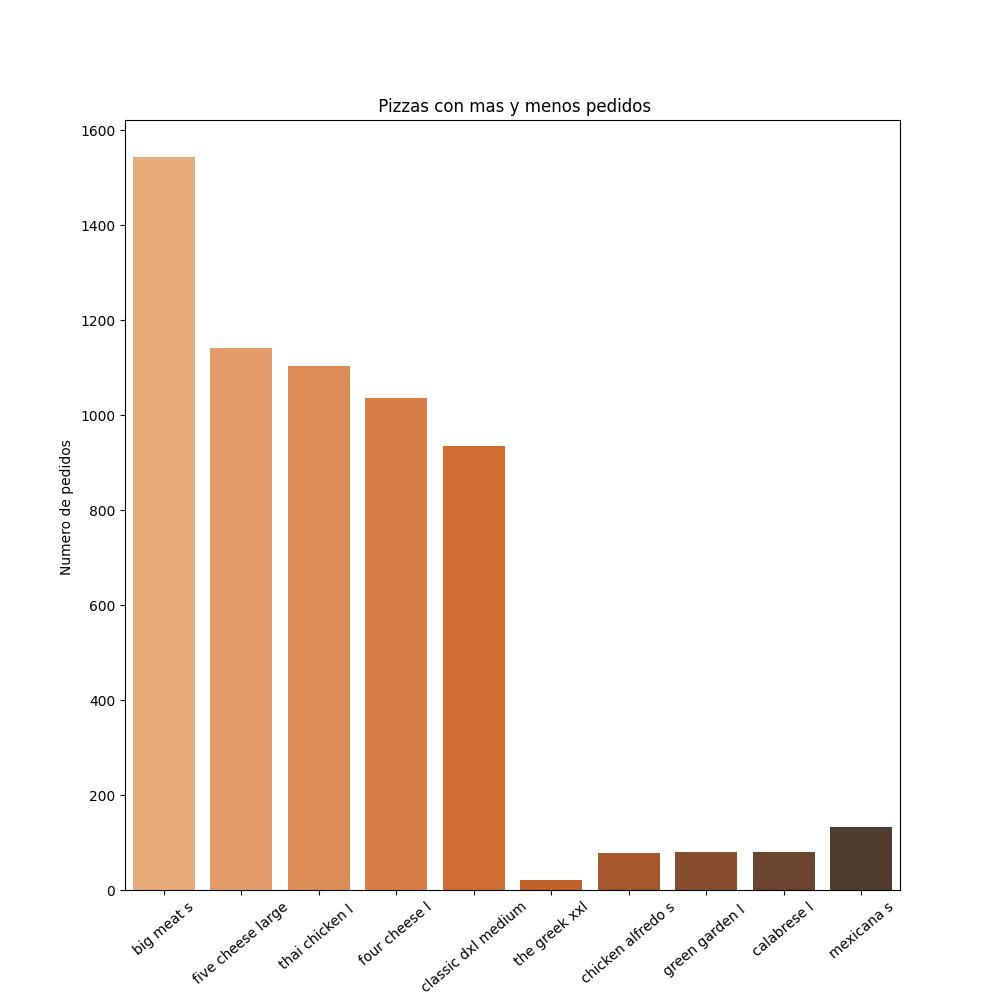 Pizzas con mas y menos pedidos
Numero de pedidos
1600
1400
1200
1000
800
600
400
200
0
big meat s
five cheese large
thai chicken l
four cheese l
classic dxl medium
the greek xxl
chicken alfredo s
green garden l
calabrese l
mexicana s